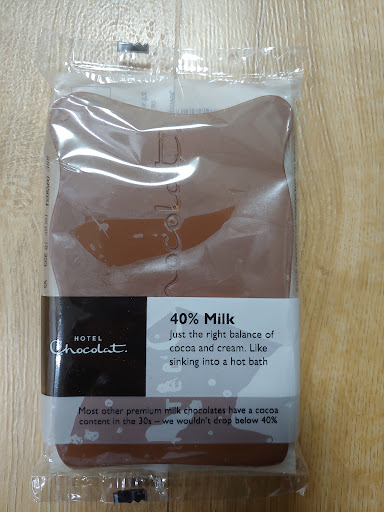 Chocolat
HOTEL
Chocolat.
40% Milk
Just the right balance of
cocoa and cream. Like
sinking into a hot bath
Most other premium milk chocolates have a cocoa
content in the 30s – we wouldn't drop below 40%